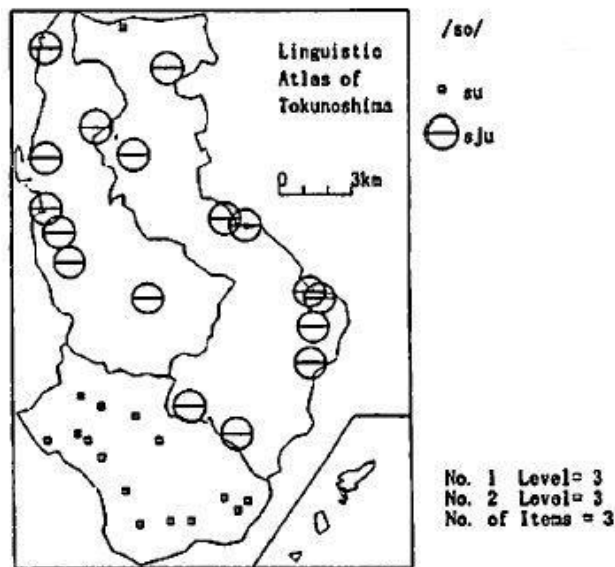 Linguistic
Atlas of
Tokunoshima
0 3km
/so/
su
sju
No. 1 Level= 3
No. 2 Level= 3
No. of Items = 3